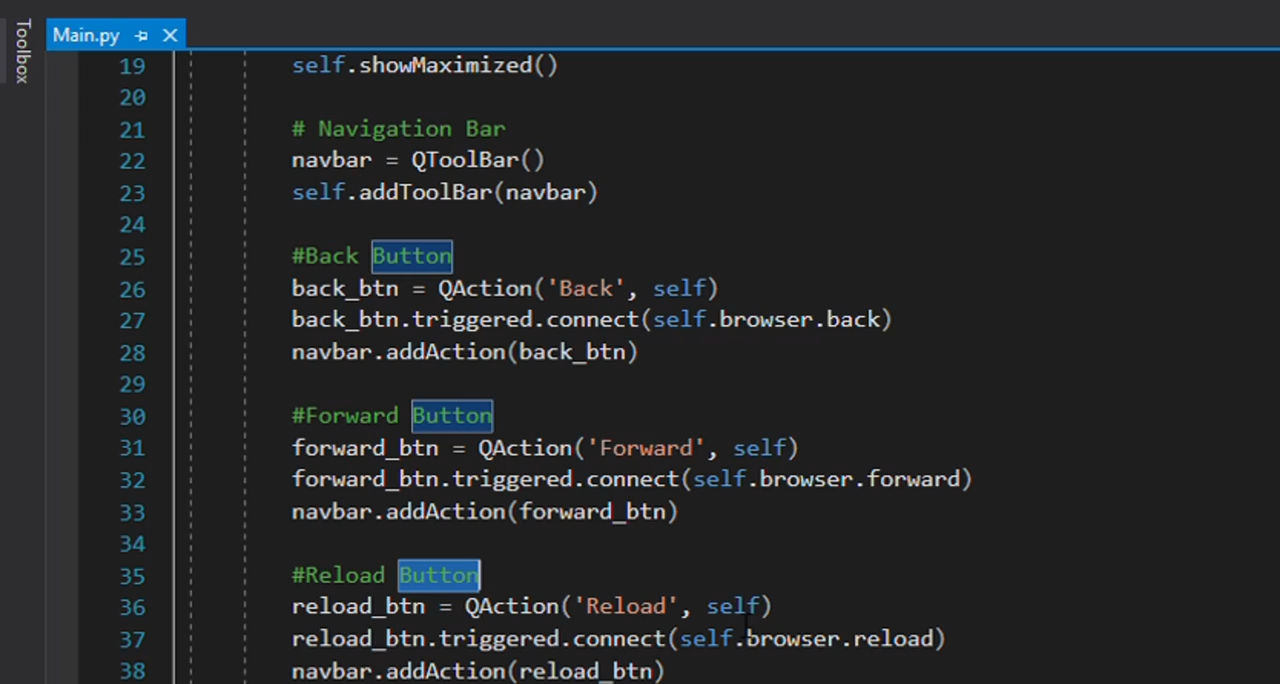 Toolbox
Main.py
19 self.showMaximized()
20
21 # Navigation Bar
22 navbar = QToolBar()
23 self.addToolBar(navbar)
24
25 #Back Button
26 back_btn = QAction('Back', self)
27 back_btn.triggered.connect(self.browser.back)
28 navbar.addAction(back_btn)
29
30 #Forward Button
31 forward_btn = QAction('Forward', self)
32 forward_btn.triggered.connect(self.browser.forward)
33 navbar.addAction(forward_btn)
34
35 #Reload Button
36 reload_btn = QAction('Reload', self)
37 reload_btn.triggered.connect(self.browser.reload)
38 navbar.addAction(reload_btn)